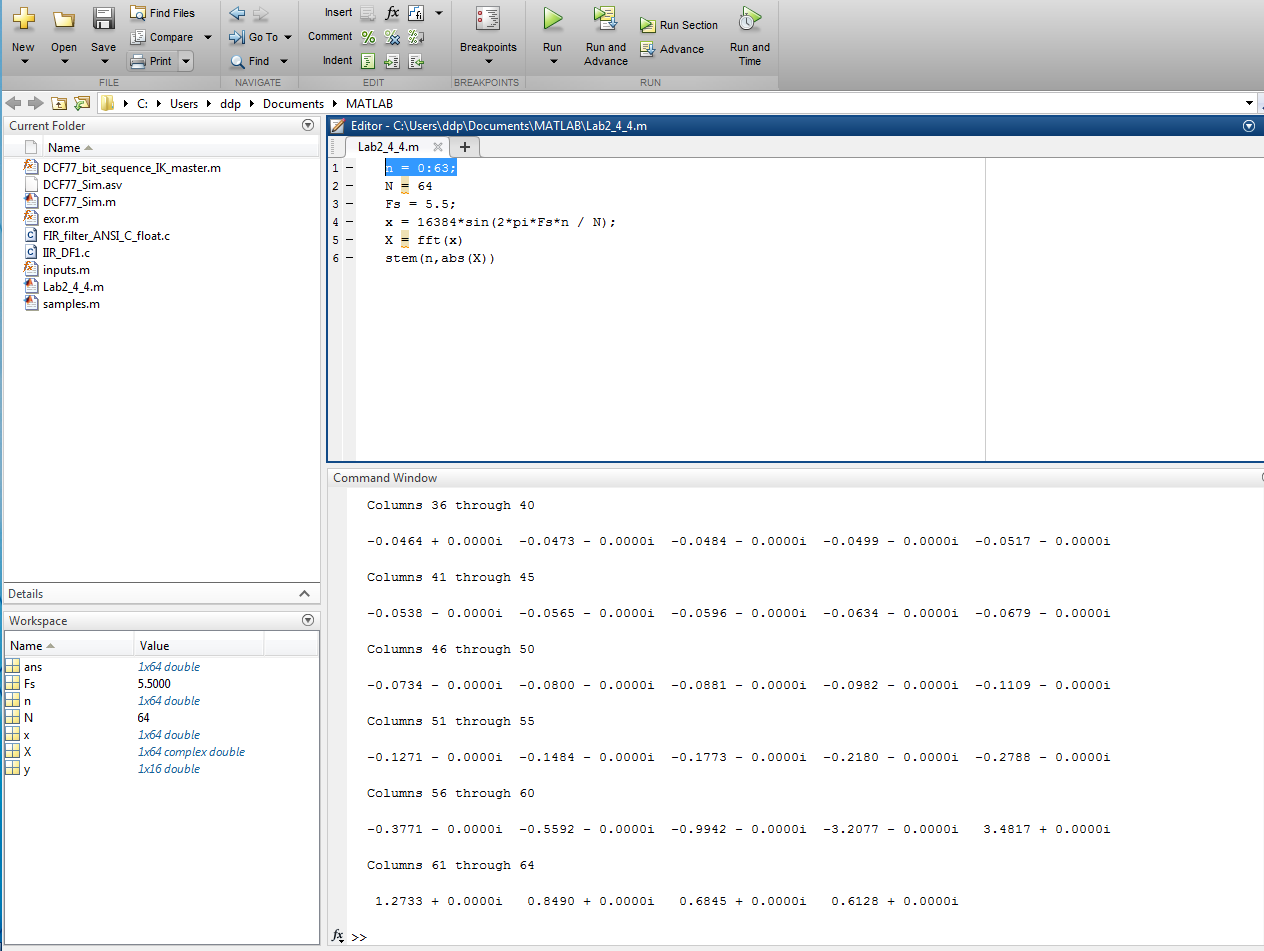 New
Open
Save
Find Files
Compare
Print
FILE
Go To
Find
NAVIGATE
Insert fx
Comment
Indent
EDIT
Breakpoints
BREAKPOINTS
Run
Run and
Advance
Run Section
Advance
Run and
Time
RUN
C: Users ddp Documents MATLAB
Current Folder
Name
DCF77_bit_sequence_IK_master.m
DCF77_Sim.asv
DCF77_Sim.m
exor.m
FIR_filter_ANSI_C_float.c
IIR_DF1.c
inputs.m
Lab2_4_4.m
samples.m
Details
Workspace
Name Value
ans 1x64 double
Fs 5.5000
n 1x64 double
N 64
x 1x64 double
X 1x64 complex double
y 1x16 double
Editor - C:\Users\ddp\Documents\MATLAB\Lab2_4_4.m
Lab2_4_4.m
1 – n = 0:63;
2 – N = 64
3 – Fs = 5.5;
4 – x = 16384*sin(2*pi*Fs*n / N);
5 – X = fft(x)
6 – stem(n,abs(X))
Command Window
Columns 36 through 40
-0.0464 + 0.0000i -0.0473 - 0.0000i -0.0484 - 0.0000i -0.0499 - 0.0000i -0.0517 - 0.0000i
Columns 41 through 45
-0.0538 - 0.0000i -0.0565 - 0.0000i -0.0596 - 0.0000i -0.0634 - 0.0000i -0.0679 - 0.0000i
Columns 46 through 50
-0.0734 - 0.0000i -0.0800 - 0.0000i -0.0881 - 0.0000i -0.0982 - 0.0000i -0.1109 - 0.0000i
Columns 51 through 55
-0.1271 - 0.0000i -0.1484 - 0.0000i -0.1773 - 0.0000i -0.2180 - 0.0000i -0.2788 - 0.0000i
Columns 56 through 60
-0.3771 - 0.0000i -0.5592 - 0.0000i -0.9942 - 0.0000i -3.2077 - 0.0000i 3.4817 + 0.0000i
Columns 61 through 64
1.2733 + 0.0000i 0.8490 + 0.0000i 0.6845 + 0.0000i 0.6128 + 0.0000i
fx >>